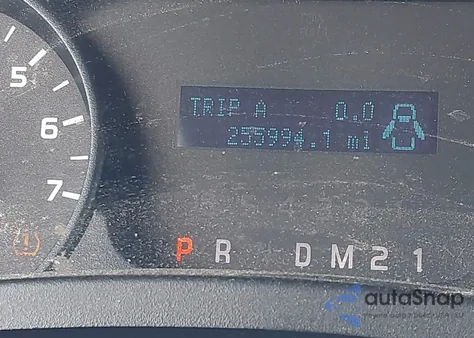 5
TRIP A 0.0
6
255994.1 mi
7
P R D M 2 1
autoSnap